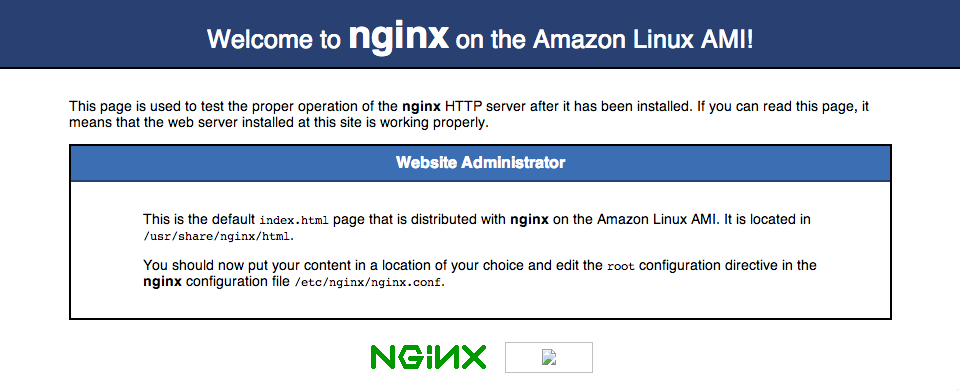 Welcome to nginx on the Amazon Linux AMI!
This page is used to test the proper operation of the nginx HTTP server after it has been installed. If you can read this page, it
means that the web server installed at this site is working properly.
Website Administrator
This is the default index.html page that is distributed with nginx on the Amazon Linux AMI. It is located in
/usr/share/nginx/html.
You should now put your content in a location of your choice and edit the root configuration directive in the
nginx configuration file /etc/nginx/nginx.conf.
NGiNX